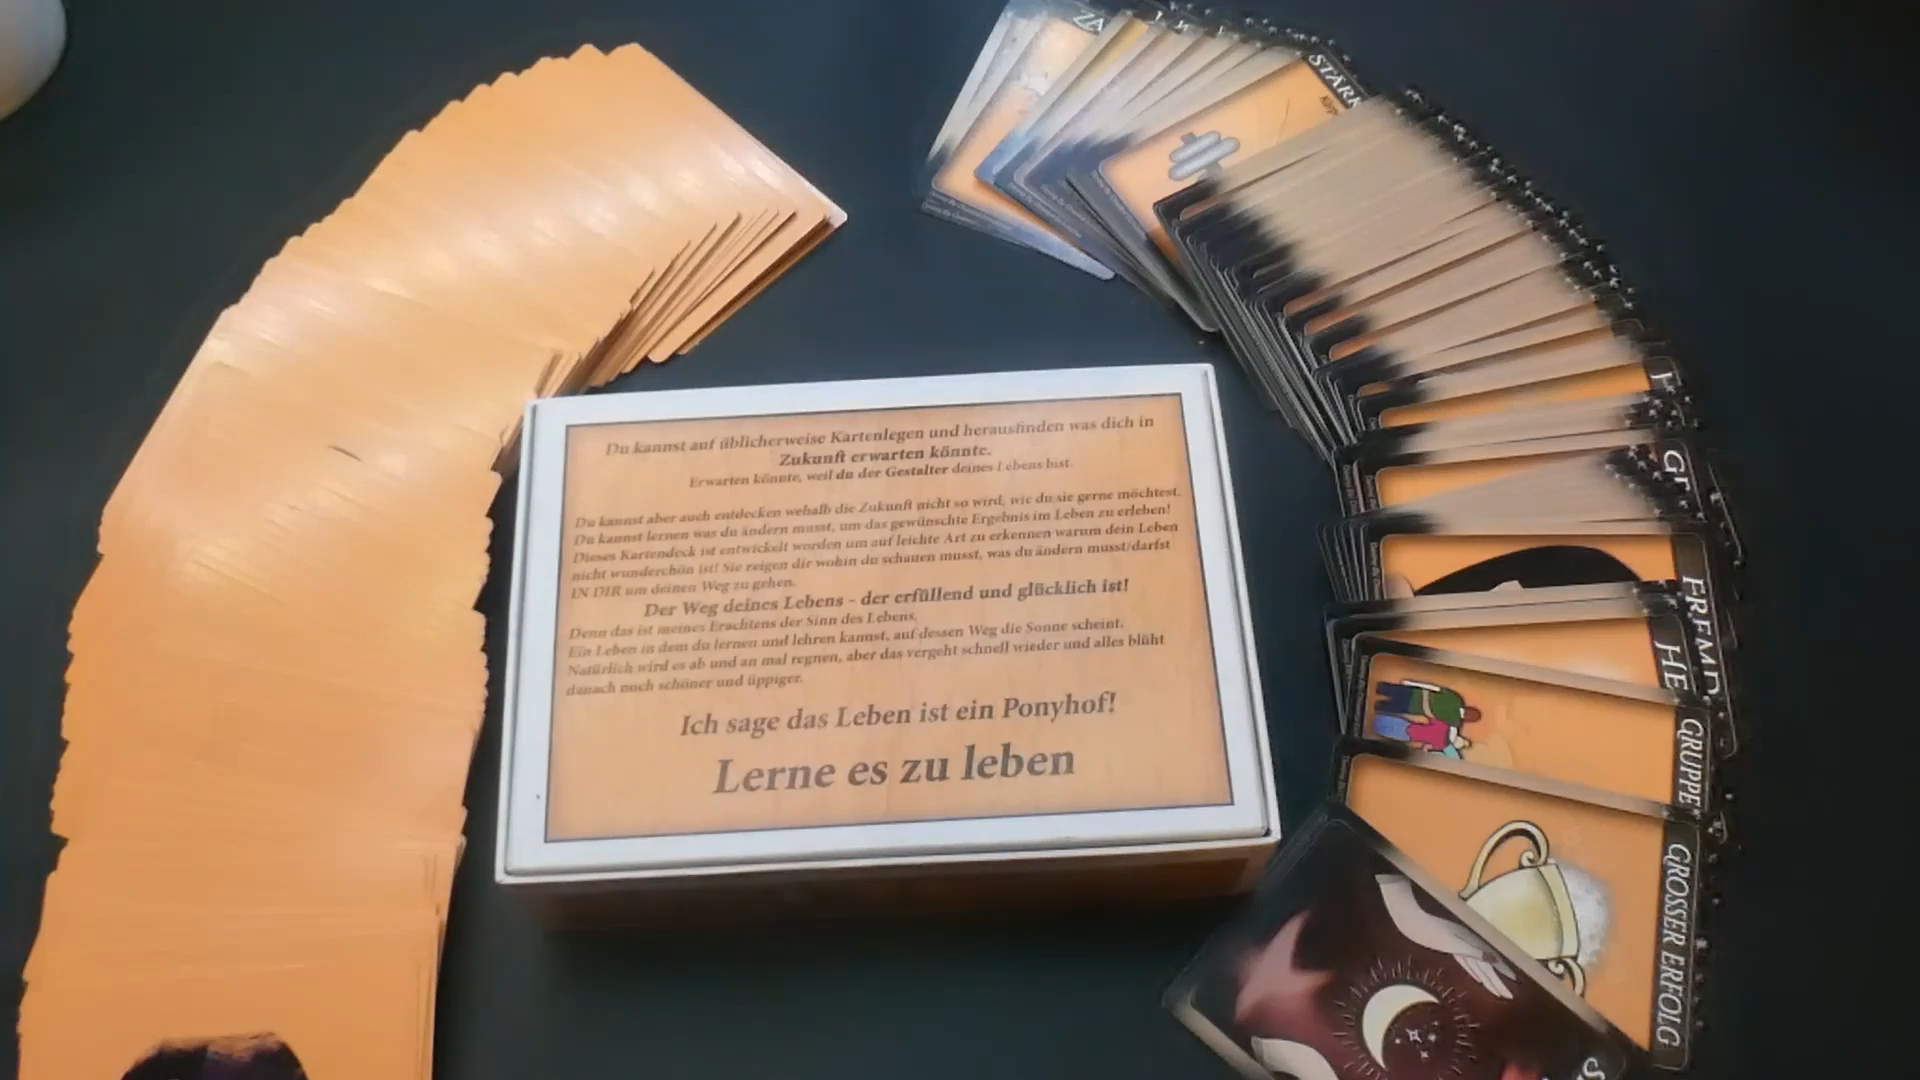 Du kannst auf üblicherweise Kartenlegen und herausfinden was dich in
Zukunft erwarten könnte.
Erwarten könnte, weil du der Gestalter deines Lebens bist.
Du kannst aber auch entdecken wehalb die Zukunft nicht so wird, wie du sie gerne möchtest.
Du kannst lernen was du ändern musst, um das gewünschte Ergebnis im Leben zu erleben!
Dieses Kartendeck ist entwickelt worden um auf leichte Art zu erkennen warum dein Leben
nicht wunderschön ist! Sie zeigen dir wohin du schauen musst, was du ändern musst/darfst
IN DIR um deinen Weg zu gehen.
Der Weg deines Lebens - der erfüllend und glücklich ist!
Denn das ist meines Erachtens der Sinn des Lebens.
Ein Leben in dem du lernen und lehren kannst, auf dessen Weg die Sonne scheint.
Natürlich wird es ab und an mal regnen, aber das vergeht schnell wieder und alles blüht
danach noch schöner und üppiger.
Ich sage das Leben ist ein Ponyhof!
Lerne es zu leben
STÄRK
FREMD
HE
GRUPPE
GROSSER ERFOLG